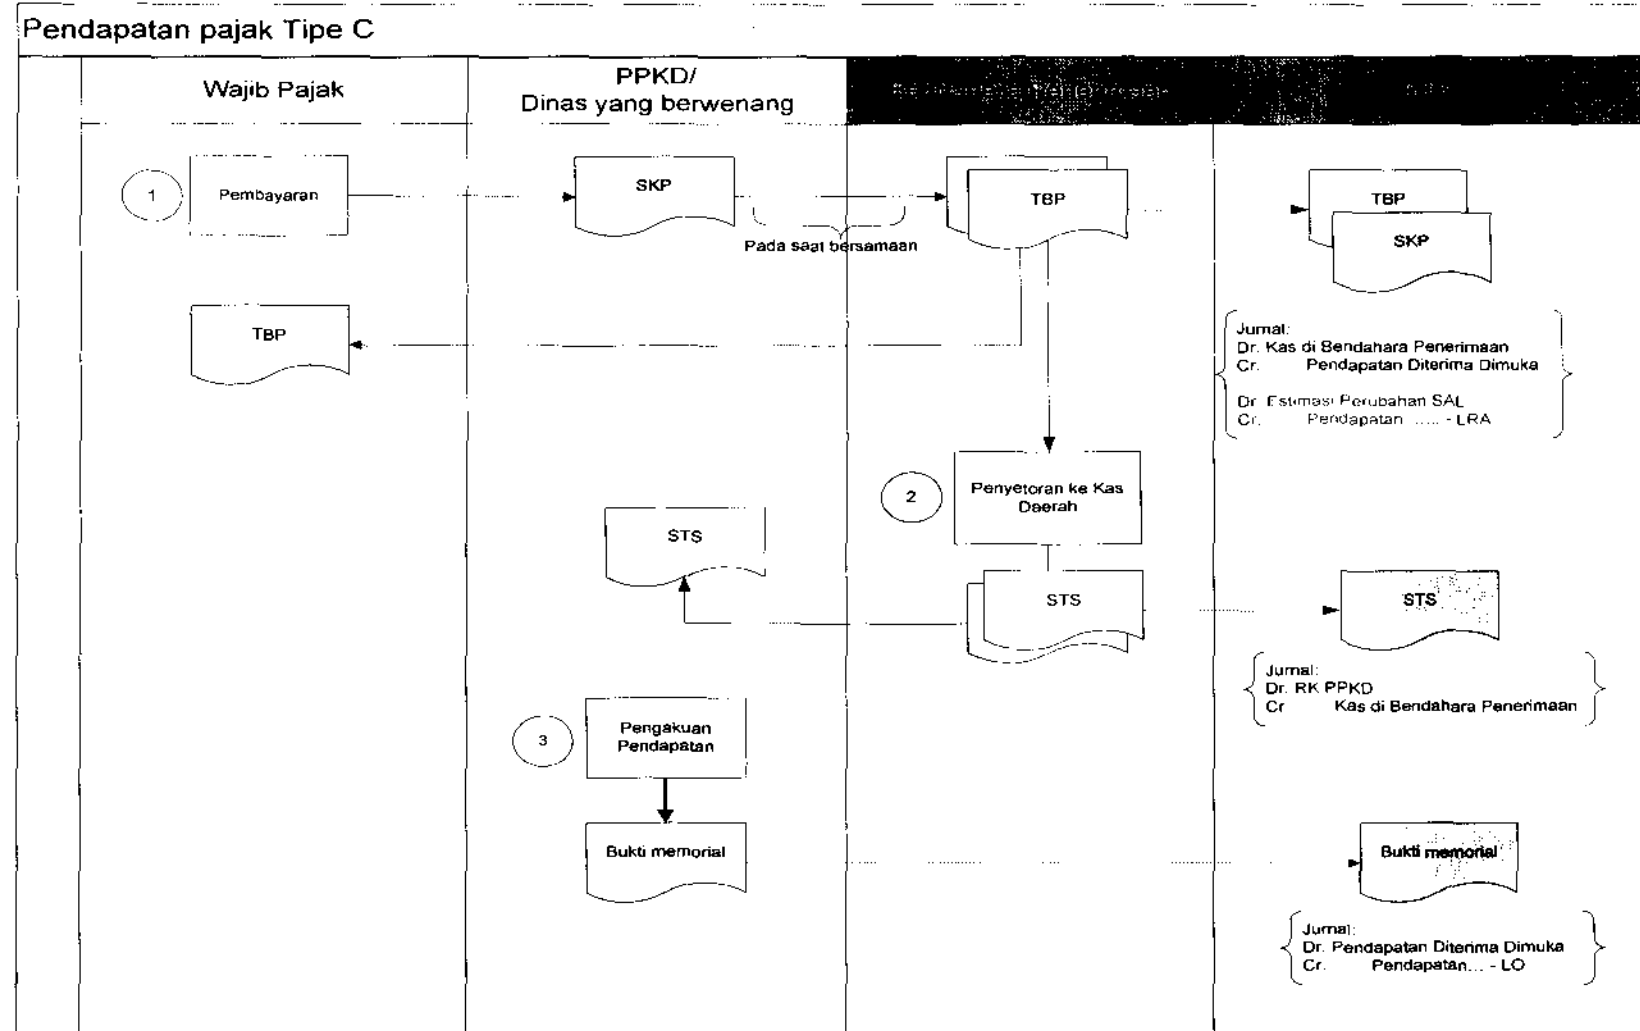 Pendapatan pajak Tipe C
Wajib Pajak
PPKD/
Dinas yang berwenang
1
Pembayaran
SKP
Pada saat bersamaan
TBP
TBP
SKP
TBP
Jurnal:
Dr. Kas di Bendahara Penerimaan
Cr. Pendapatan Diterima Dimuka
Dr. Estimasi Perubahan SAL
Cr. Pendapatan ..... - LRA
2
Penyetoran ke Kas
Daerah
STS
STS
STS
Jurnal:
Dr. RK PPKD
Cr Kas di Bendahara Penerimaan
3
Pengakuan
Pendapatan
Bukti memorial
Bukti memorial
Jurnal:
Dr. Pendapatan Diterima Dimuka
Cr. Pendapatan... - LO